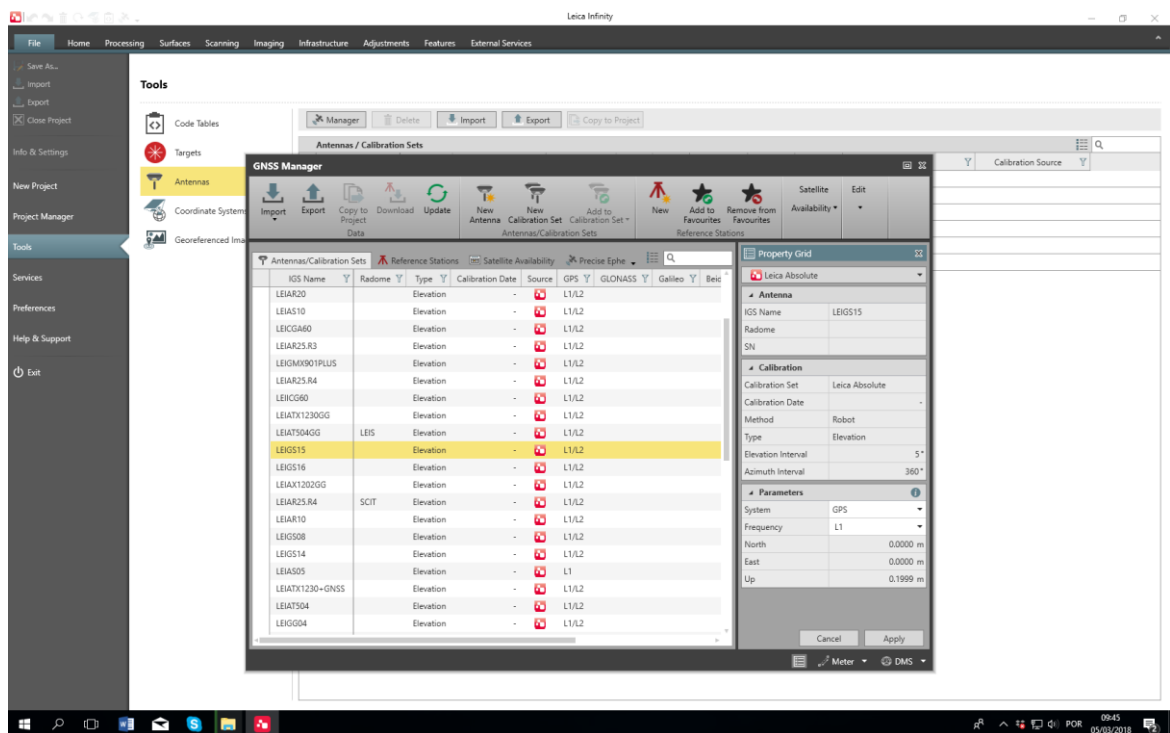 Leica Infinity
File Home Processing Surfaces Scanning Imaging Infrastructure Adjustments Features External Services
Save As...
Import
Export
Close Project
Info & Settings
New Project
Project Manager
Tools
Services
Preferences
Help & Support
Exit
Tools
Code Tables
Targets
Antennas
Coordinate Systems
Georeferenced Ima
Manager Delete Import Export Copy to Project
Antennas / Calibration Sets
Calibration Source
GNSS Manager
Import Export Copy to Project Download Update New Antenna New Calibration Set Add to Calibration Set New Add to Favourites Remove from Favourites Satellite Availability Edit
Data Antennas/Calibration Sets Reference Stations
Antennas/Calibration Sets Reference Stations Satellite Availability Precise Ephe
IGS Name Radome Type Calibration Date Source GPS GLONASS Galileo Beic
LEIAR20 Elevation - L1/L2
LEIAS10 Elevation - L1/L2
LEICGA60 Elevation - L1/L2
LEIAR25.R3 Elevation - L1/L2
LEIGMX901PLUS Elevation - L1/L2
LEIAR25.R4 Elevation - L1/L2
LEIICG60 Elevation - L1/L2
LEIATX1230GG Elevation - L1/L2
LEIAT504GG LEIS Elevation - L1/L2
LEIGS15 Elevation - L1/L2
LEIGS16 Elevation - L1/L2
LEIAX1202GG Elevation - L1/L2
LEIAR25.R4 SCIT Elevation - L1/L2
LEIAR10 Elevation - L1/L2
LEIGS08 Elevation - L1/L2
LEIGS14 Elevation - L1/L2
LEIAS05 Elevation - L1
LEIATX1230+GNSS Elevation - L1/L2
LEIAT504 Elevation - L1/L2
LEIGG04 Elevation - L1/L2
Property Grid
Leica Absolute
Antenna
IGS Name LEIGS15
Radome
SN
Calibration
Calibration Set Leica Absolute
Calibration Date -
Method Robot
Type Elevation
Elevation Interval 5°
Azimuth Interval 360°
Parameters
System GPS
Frequency L1
North 0.0000 m
East 0.0000 m
Up 0.1999 m
Cancel Apply
Meter DMS
POR 09:45
05/03/2018